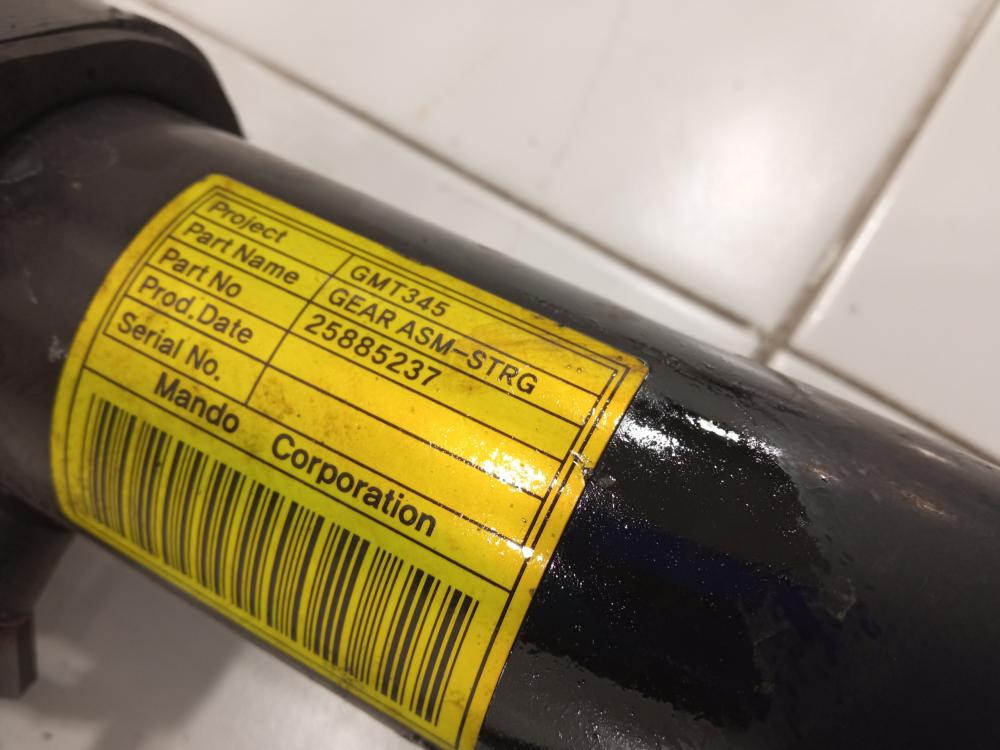 Project GMT345
Part Name GEAR ASM-STRG
Part No 25885237
Prod.Date
Serial No.
Mando Corporation